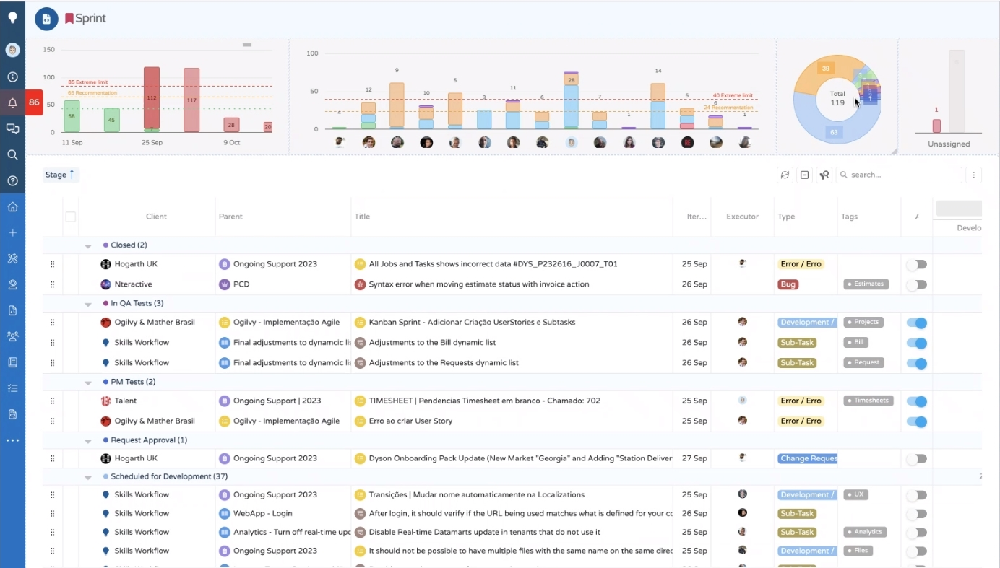 Sprint
150
100
50
0
85 Extreme limit
65 Recommentation
58
45
112
7
117
28
20
11 Sep
25 Sep
9 Oct
86
100
50
0
4
12
9
10
5
3
11
6
28
7
1
14
5
6
1
40 Extreme limit
24 Recommentation
39
Total
119
63
1
1
Unassigned
Stage
search...
Client Parent Title Iter... Executor Type Tags
Develo
Closed (2)
Hogarth UK Ongoing Support 2023 All Jobs and Tasks shows incorrect data #DYS_P232616_J0007_T01 25 Sep Error / Erro
Nteractive PCD Syntax error when moving estimate status with invoice action 26 Sep Bug Estimates
In QA Tests (3)
Ogilvy & Mather Brasil Ogilvy - Implementação Agile Kanban Sprint - Adicionar Criação UserStories e Subtasks 26 Sep Development / Projects
Skills Workflow Final adjustments to dynamcic lis Adjustments to the Bill dynamic list 26 Sep Sub-Task Bill
Skills Workflow Final adjustments to dynamcic lis Adjustments to the Requests dynamic list 26 Sep Sub-Task Request
PM Tests (2)
Talent Ongoing Support | 2023 TIMESHEET | Pendencias Timesheet em branco - Chamado: 702 25 Sep Error / Erro Timesheets
Ogilvy & Mather Brasil Ogilvy - Implementação Agile Erro ao criar User Story 25 Sep Error / Erro
Request Approval (1)
Hogarth UK Ongoing Support 2023 Dyson Onboarding Pack Update (New Market "Georgia" and Adding "Station Deliver 27 Sep Change Reques
Scheduled for Development (37)
Skills Workflow Ongoing Support 2023 Transições | Mudar nome automaticamente na Localizations 25 Sep Development / UX
Skills Workflow WebApp - Login After login, it should verify if the URL being used matches what is defined for your co 26 Sep Sub-Task
Skills Workflow Analytics - Turn off real-time upd Disable Real-time Datamarts update in tenants that do not use it 25 Sep Sub-Task Analytics
Skills Workflow Ongoing Support 2023 It should not be possible to have multiple files with the same name on the same direc 25 Sep Development / Files